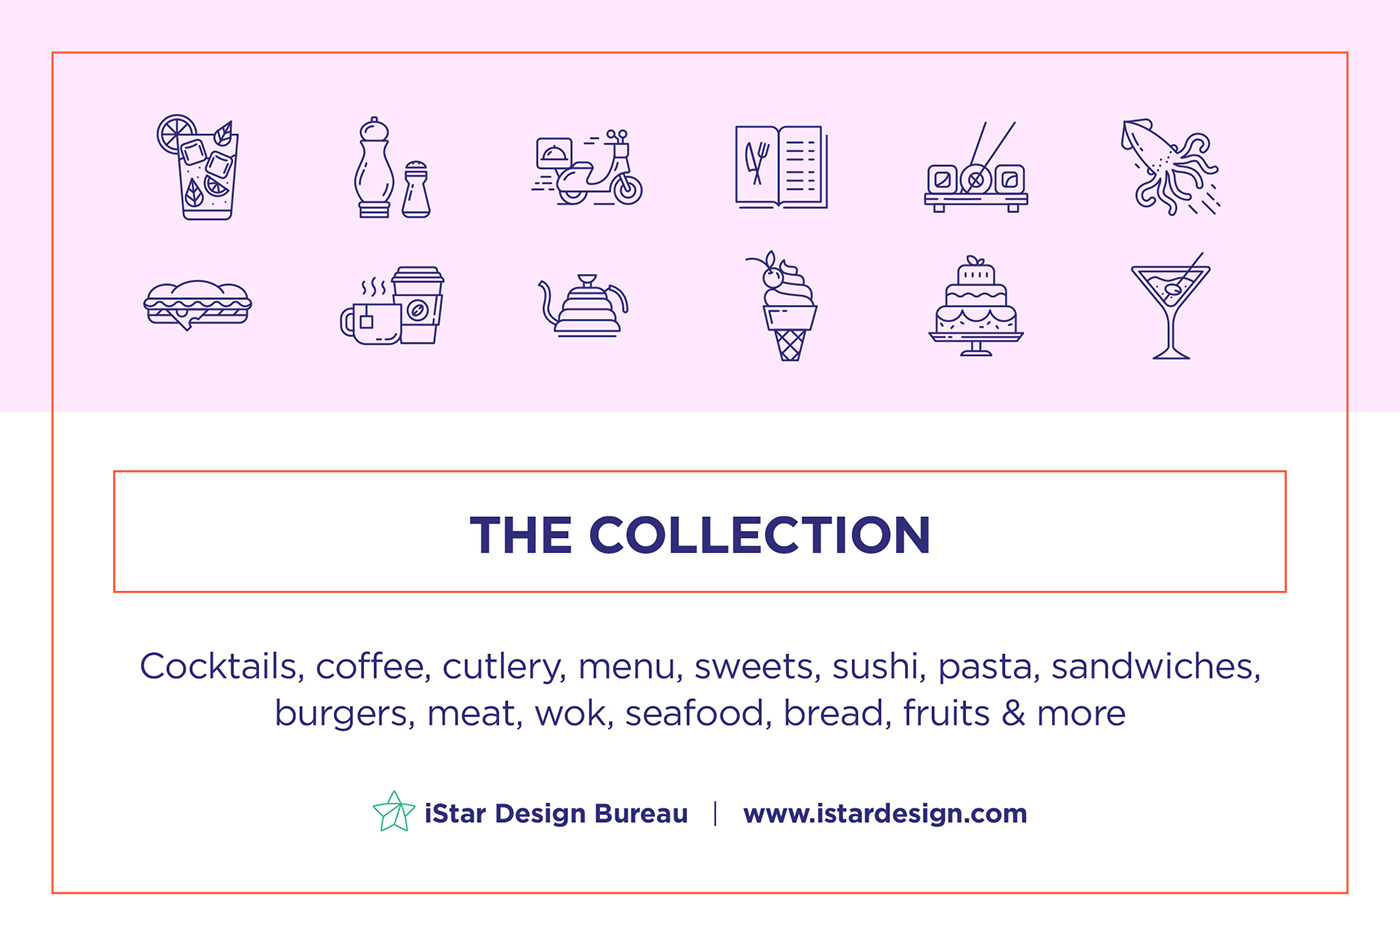 THE COLLECTION
Cocktails, coffee, cutlery, menu, sweets, sushi, pasta, sandwiches,
burgers, meat, wok, seafood, bread, fruits & more
iStar Design Bureau | www.istardesign.com